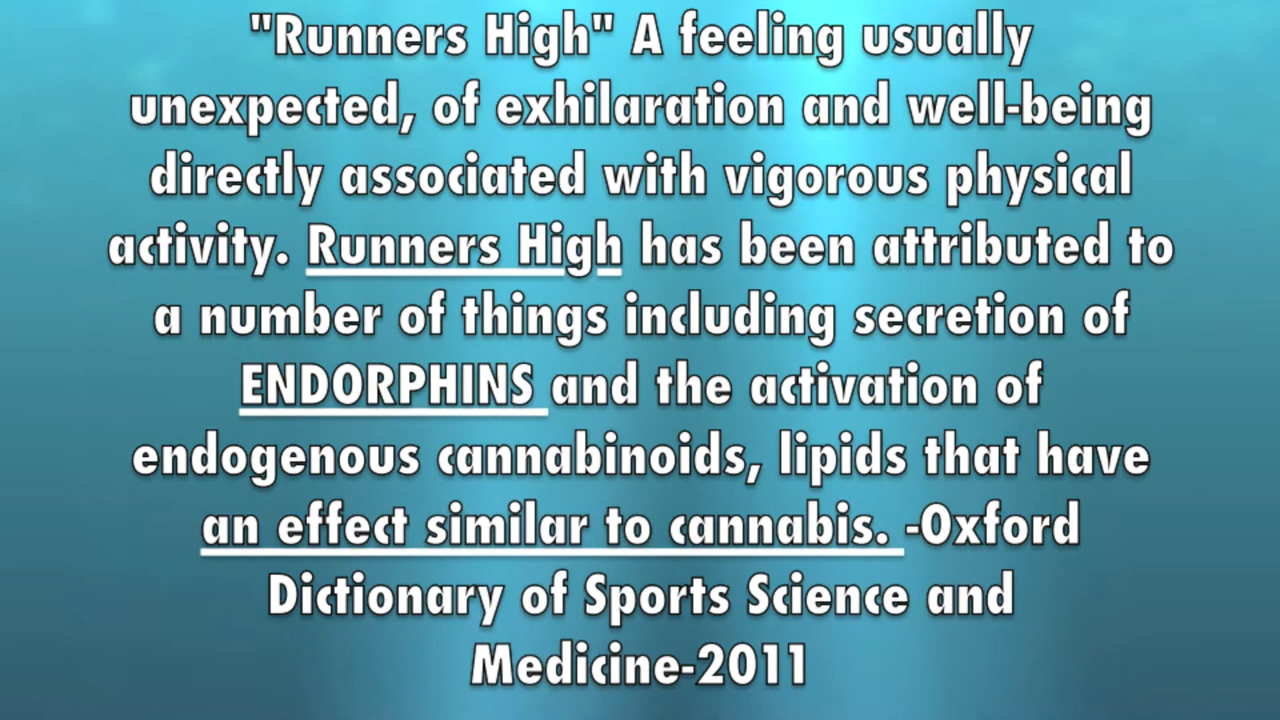 "Runners High" A feeling usually
unexpected, of exhilaration and well-being
directly associated with vigorous physical
activity. Runners High has been attributed to
a number of things including secretion of
ENDORPHINS and the activation of
endogenous cannabinoids, lipids that have
an effect similar to cannabis. -Oxford
Dictionary of Sports Science and
Medicine-2011